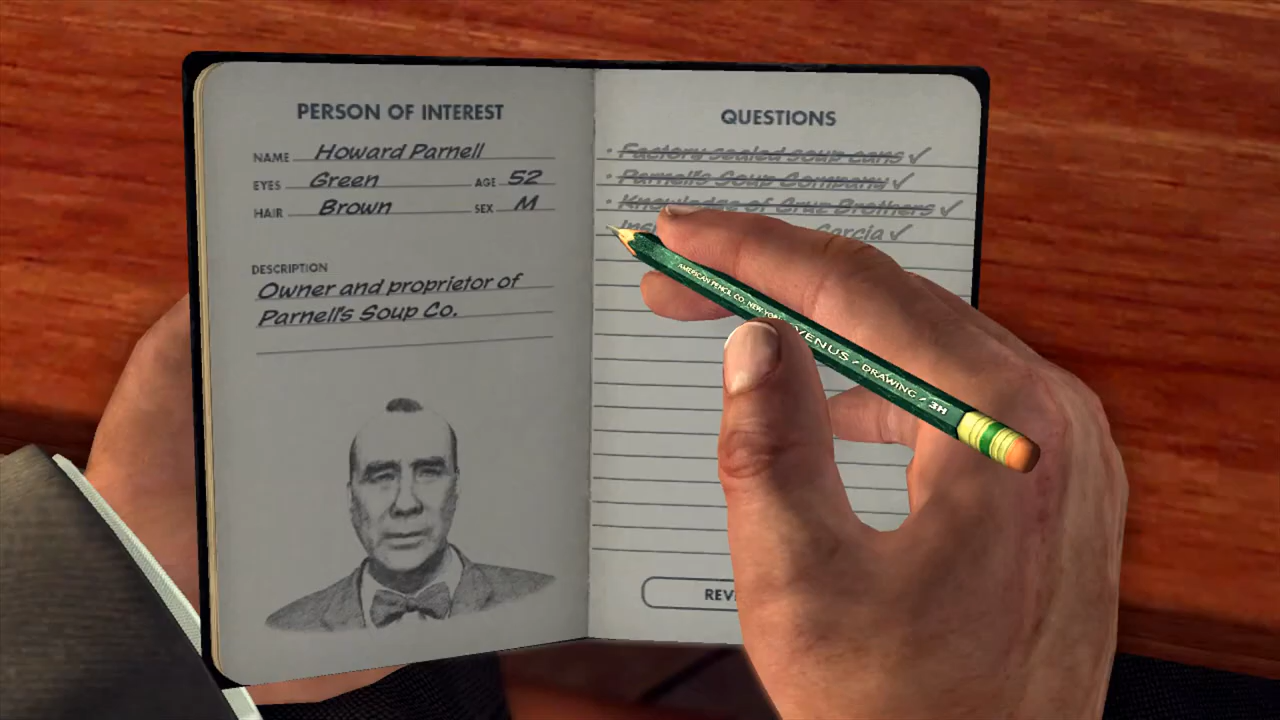 PERSON OF INTEREST
NAME Howard Parnell
EYES Green AGE 52
HAIR Brown SEX M
DESCRIPTION
Owner and proprietor of
Parnell's Soup Co.
QUESTIONS
• Factory sealed soup cans ✓
• Parnell's Soup Company ✓
• Knowledge of Cruz Brothers ✓
Garcia ✓
AMERICAN PENCIL CO. NEW YORK VENUS / DRAWING / 3H